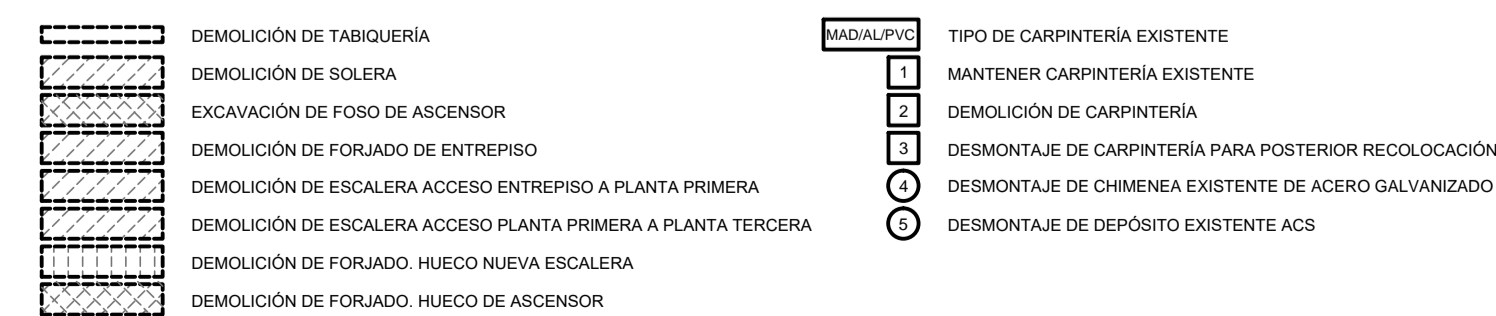 DEMOLICIÓN DE TABIQUERÍA
DEMOLICIÓN DE SOLERA
EXCAVACIÓN DE FOSO DE ASCENSOR
DEMOLICIÓN DE FORJADO DE ENTREPISO
DEMOLICIÓN DE ESCALERA ACCESO ENTREPISO A PLANTA PRIMERA
DEMOLICIÓN DE ESCALERA ACCESO PLANTA PRIMERA A PLANTA TERCERA
DEMOLICIÓN DE FORJADO. HUECO NUEVA ESCALERA
DEMOLICIÓN DE FORJADO. HUECO DE ASCENSOR
MAD/AL/PVC TIPO DE CARPINTERÍA EXISTENTE
1 MANTENER CARPINTERÍA EXISTENTE
2 DEMOLICIÓN DE CARPINTERÍA
3 DESMONTAJE DE CARPINTERÍA PARA POSTERIOR RECOLOCACIÓN
4 DESMONTAJE DE CHIMENEA EXISTENTE DE ACERO GALVANIZADO
5 DESMONTAJE DE DEPÓSITO EXISTENTE ACS